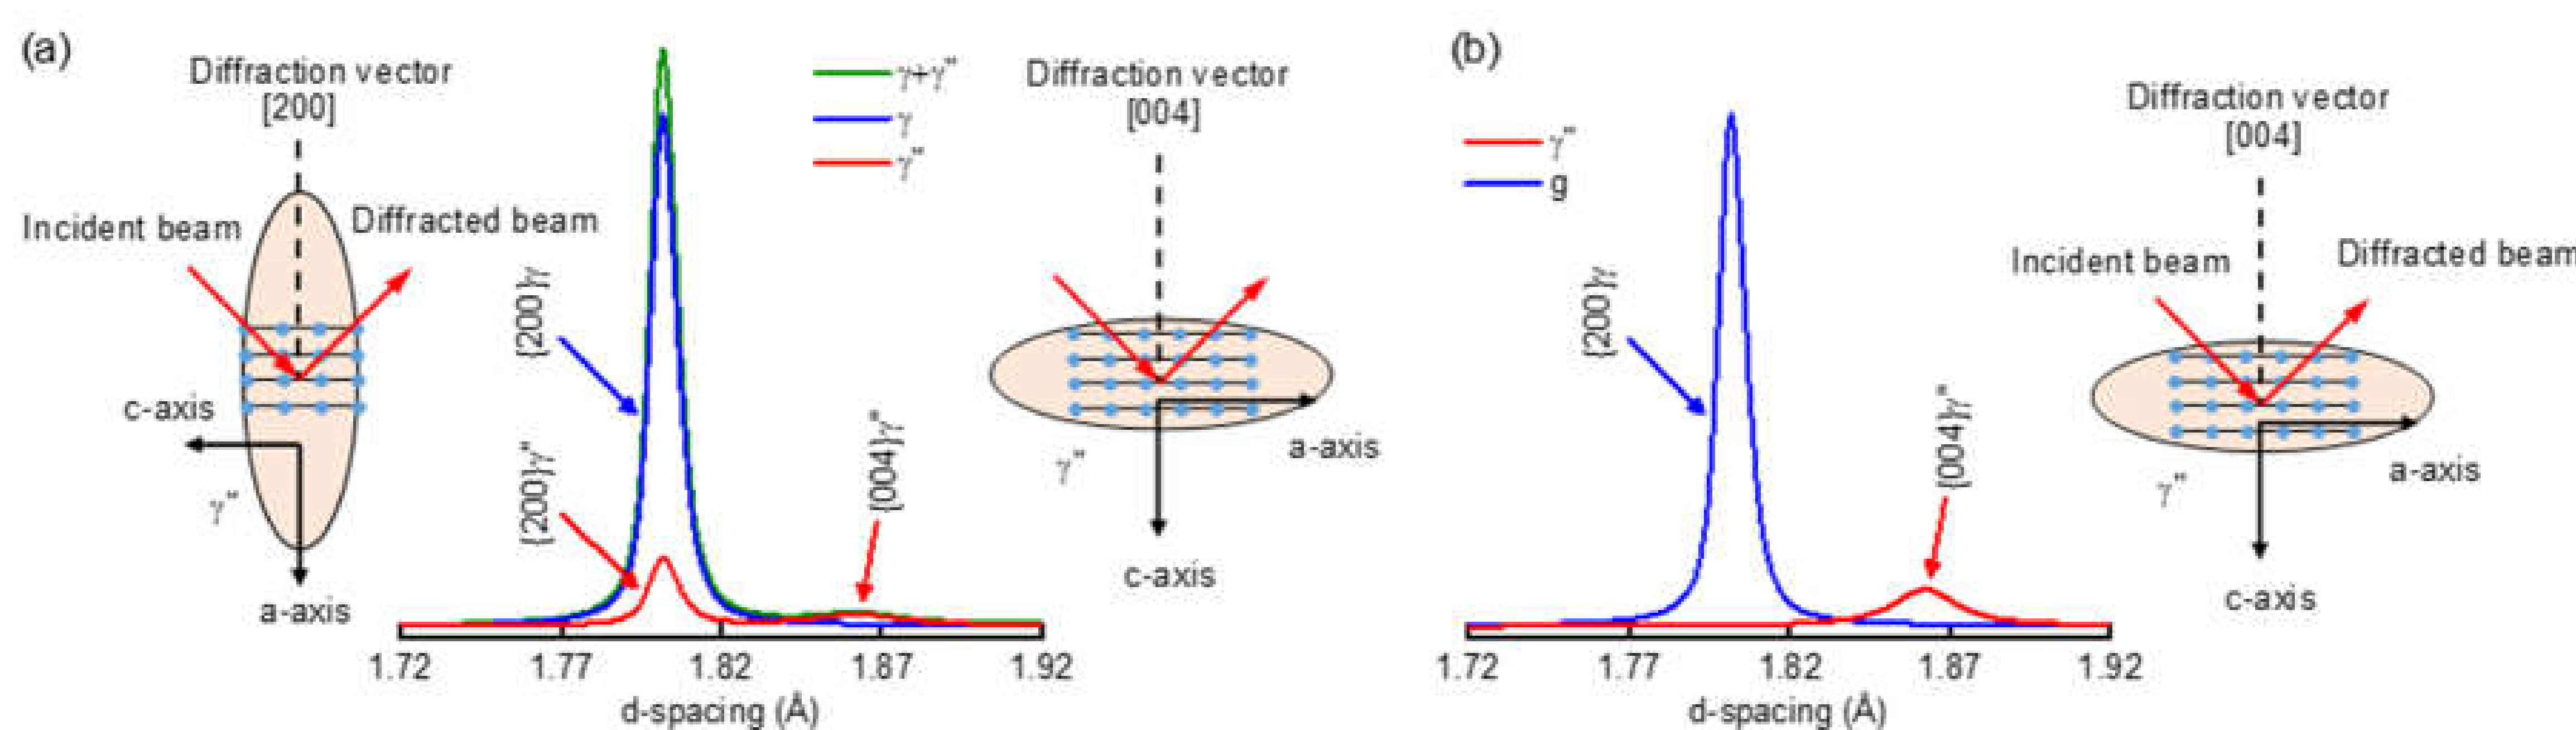 (a)
Diffraction vector
[200]
Incident beam
Diffracted beam
c-axis
γ"
a-axis
{200}γ
{200}γ"
{004}γ"
γ+γ"
γ
γ"
Diffraction vector
[004]
γ"
a-axis
c-axis
1.72 1.77 1.82 1.87 1.92
d-spacing (Å)
(b)
γ"
g
{200}γ
{004}γ"
Diffraction vector
[004]
Incident beam
Diffracted beam
γ"
a-axis
c-axis
1.72 1.77 1.82 1.87 1.92
d-spacing (Å)